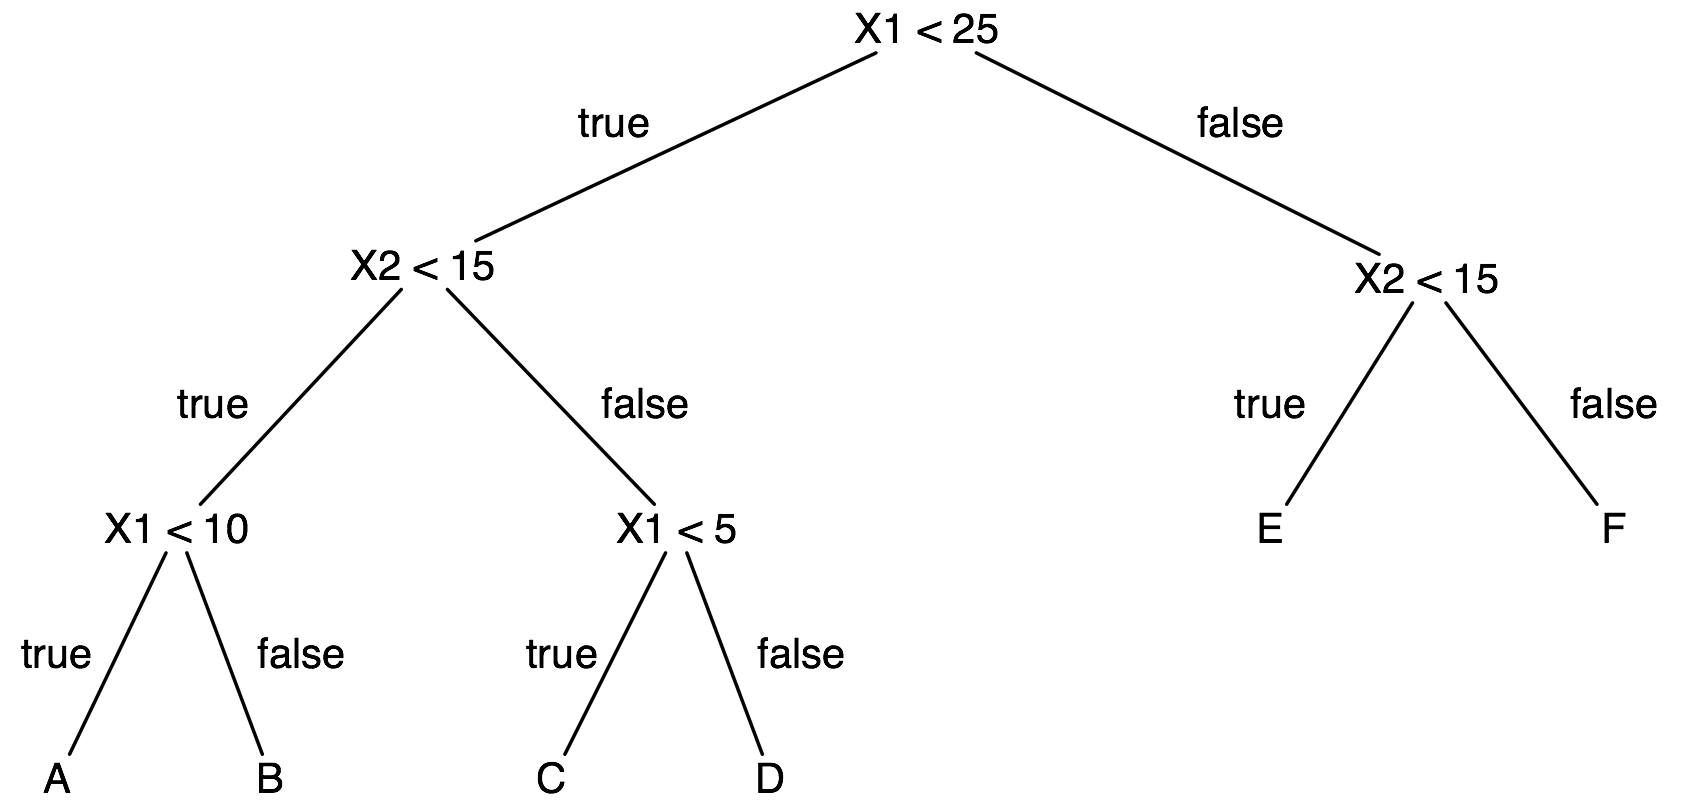 X1 < 25
true false
X2 < 15 X2 < 15
true false true false
X1 < 10 X1 < 5 E F
true false true false
A B C D